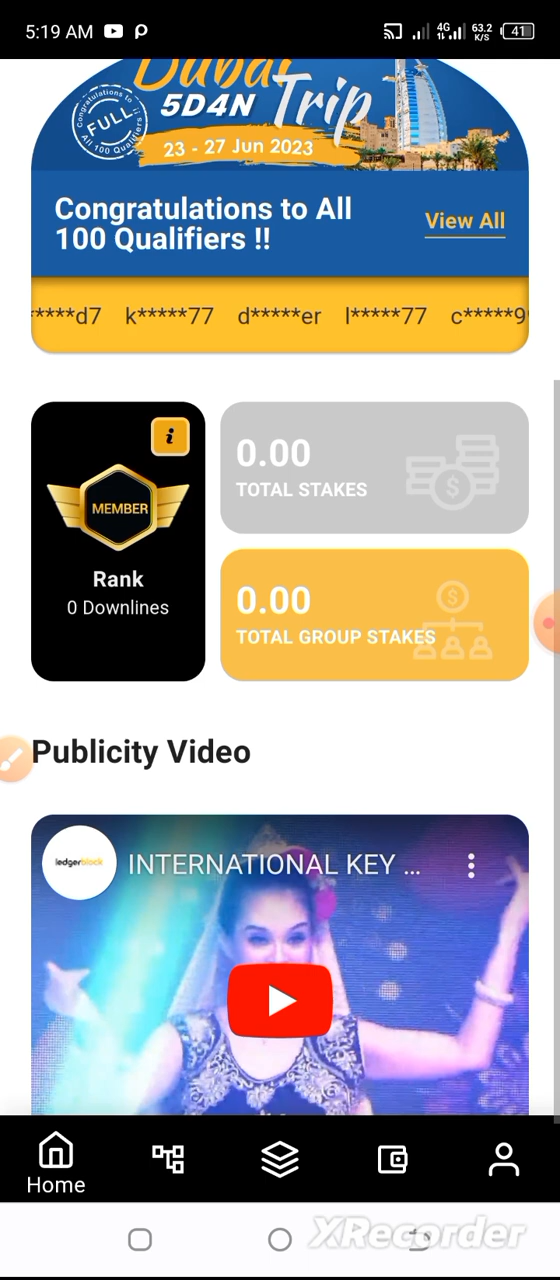 5:19 AM
4G
63.2
K/S
41
Dubai
5D4N Trip
Congratulations to
FULL
All 100 Qualifiers
23 - 27 Jun 2023
Congratulations to All
100 Qualifiers !!
View All
*****d7 k*****77 d*****er l*****77 c*****9
i
MEMBER
Rank
0 Downlines
0.00
TOTAL STAKES
0.00
TOTAL GROUP STAKES
Publicity Video
ledgerblock
INTERNATIONAL KEY ...
Home
XRecorder